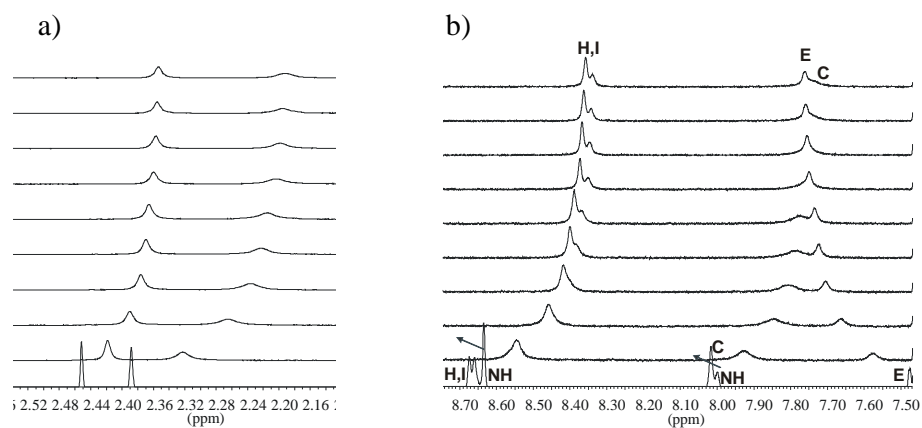 a)
2.52 2.48 2.44 2.40 2.36 2.32 2.28 2.24 2.20 2.16
(ppm)
b)
H,I
E
C
H,I
NH
C
NH
E
8.70 8.60 8.50 8.40 8.30 8.20 8.10 8.00 7.90 7.80 7.70 7.60 7.50
(ppm)